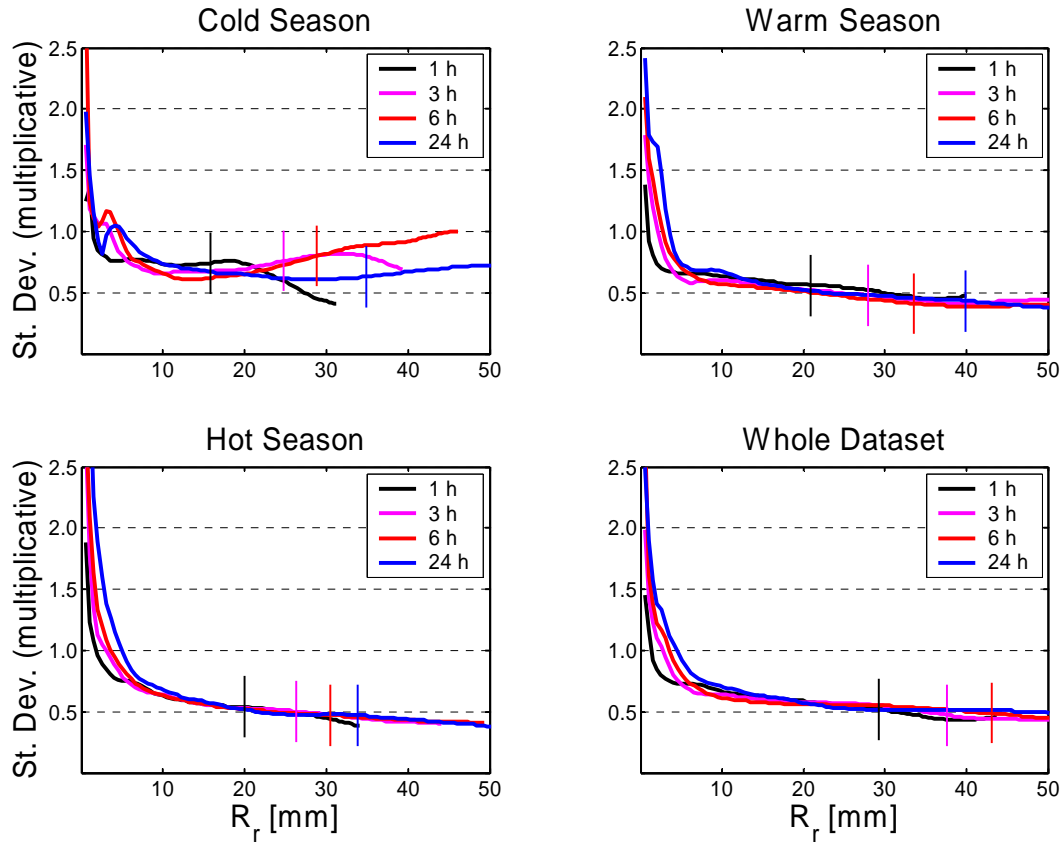 Cold Season
St. Dev. (multiplicative)
2.5
2.0
1.5
1.0
0.5
1 h
3 h
6 h
24 h
10 20 30 40 50
Warm Season
2.5
2.0
1.5
1.0
0.5
1 h
3 h
6 h
24 h
10 20 30 40 50
Hot Season
St. Dev. (multiplicative)
2.5
2.0
1.5
1.0
0.5
1 h
3 h
6 h
24 h
10 20 30 40 50
R_r [mm]
Whole Dataset
2.5
2.0
1.5
1.0
0.5
1 h
3 h
6 h
24 h
10 20 30 40 50
R_r [mm]